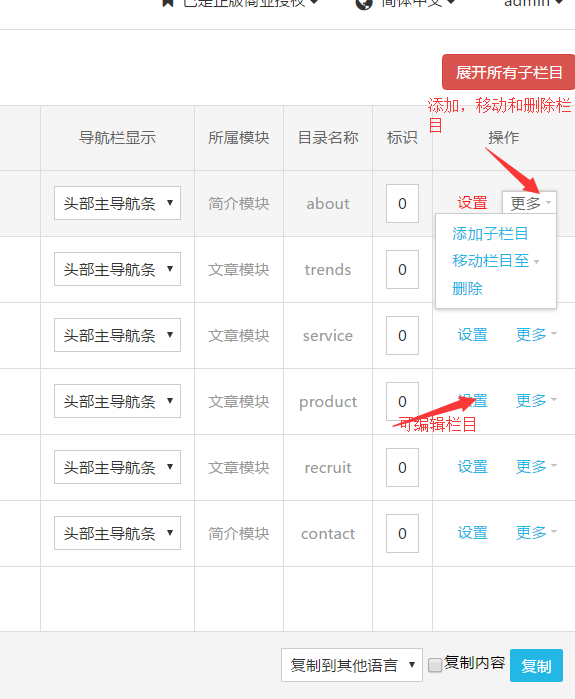 已是正版商业授权 简体中文 admin
展开所有子栏目
添加，移动和删除栏
目
导航栏显示 所属模块 目录名称 标识 操作
头部主导航条 简介模块 about 0 设置 更多
添加子栏目
移动栏目至
删除
头部主导航条 文章模块 trends 0
头部主导航条 文章模块 service 0 设置 更多
头部主导航条 文章模块 product 0 设置 更多
可编辑栏目
头部主导航条 文章模块 recruit 0 设置 更多
头部主导航条 简介模块 contact 0 设置 更多
复制到其他语言 复制内容 复制